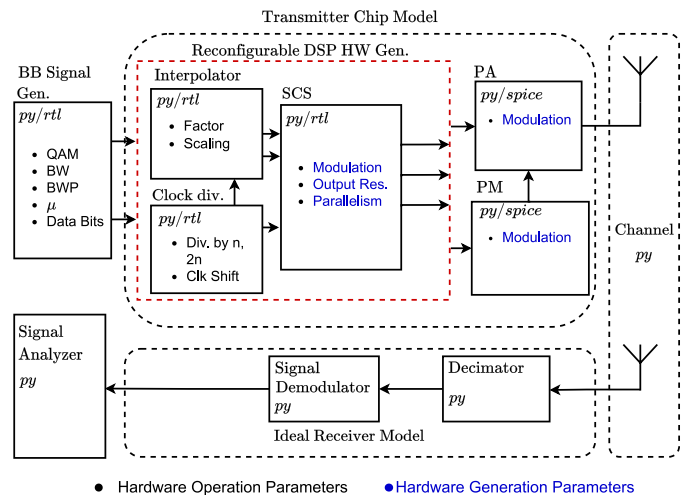 Transmitter Chip Model
Reconfigurable DSP HW Gen.
BB Signal
Gen.
py/rtl
• QAM
• BW
• BWP
• μ
• Data Bits
Interpolator
py/rtl
• Factor
• Scaling
Clock div.
py/rtl
• Div. by n,
2n
• Clk Shift
SCS
py/rtl
• Modulation
• Output Res.
• Parallelism
PA
py/spice
• Modulation
PM
py/spice
• Modulation
Channel
py
Signal
Analyzer
py
Signal
Demodulator
py
Decimator
py
Ideal Receiver Model
• Hardware Operation Parameters
• Hardware Generation Parameters